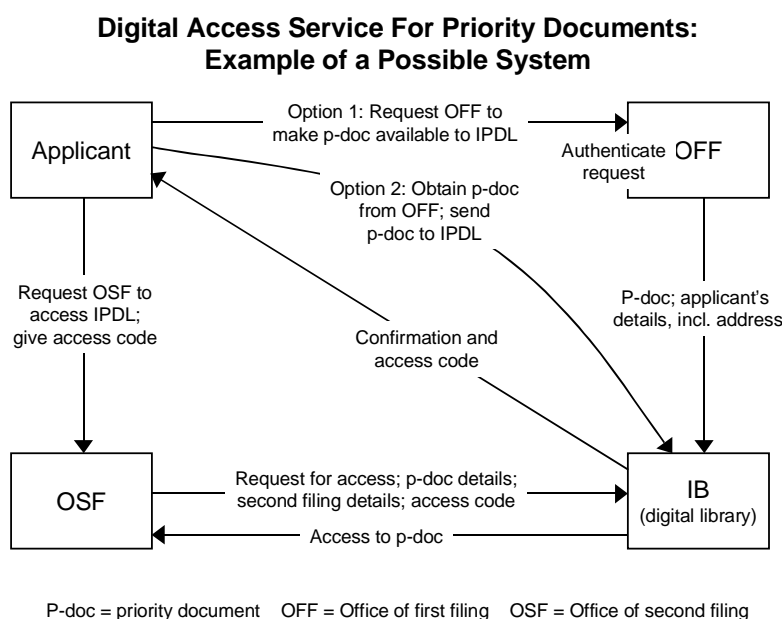 Digital Access Service For Priority Documents:
Example of a Possible System
Applicant
Option 1: Request OFF to
make p-doc available to IPDL
OFF
Authenticate
request
Option 2: Obtain p-doc
from OFF; send
p-doc to IPDL
Request OSF to
access IPDL;
give access code
P-doc; applicant's
details, incl. address
Confirmation and
access code
OSF
Request for access; p-doc details;
second filing details; access code
Access to p-doc
IB
(digital library)
P-doc = priority document OFF = Office of first filing OSF = Office of second filing